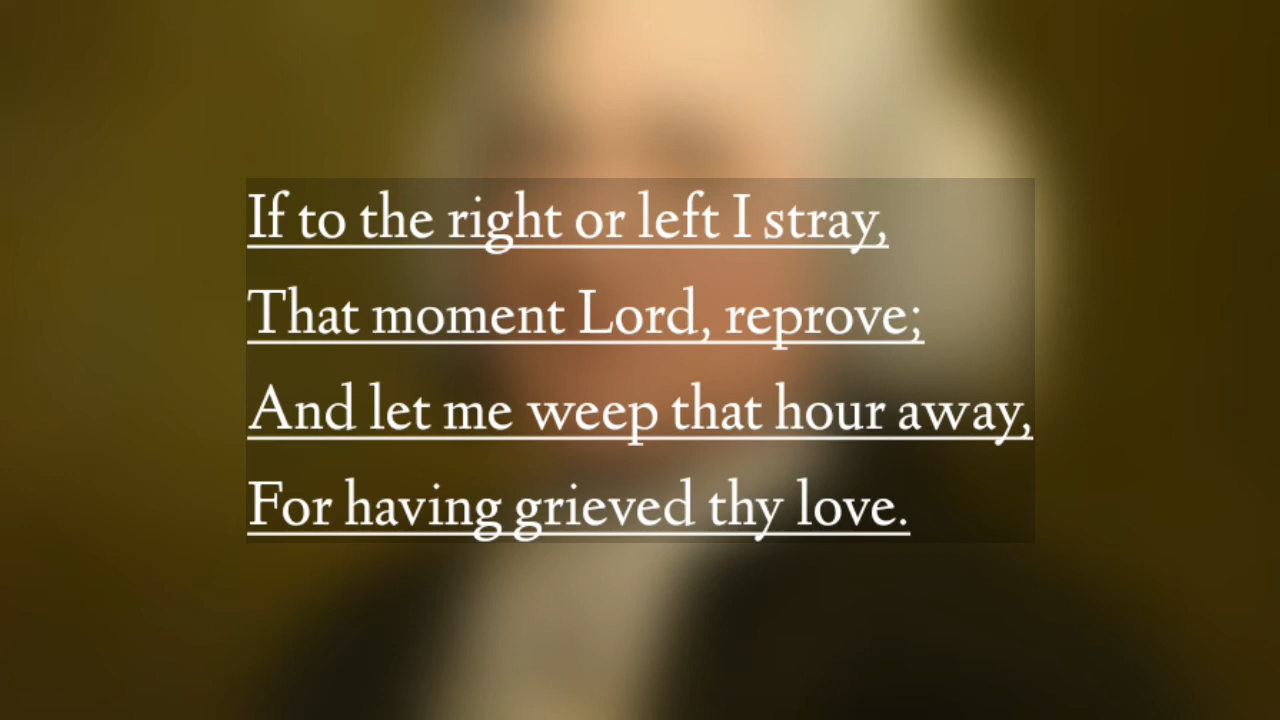 If to the right or left I stray,
That moment Lord, reprove;
And let me weep that hour away,
For having grieved thy love.